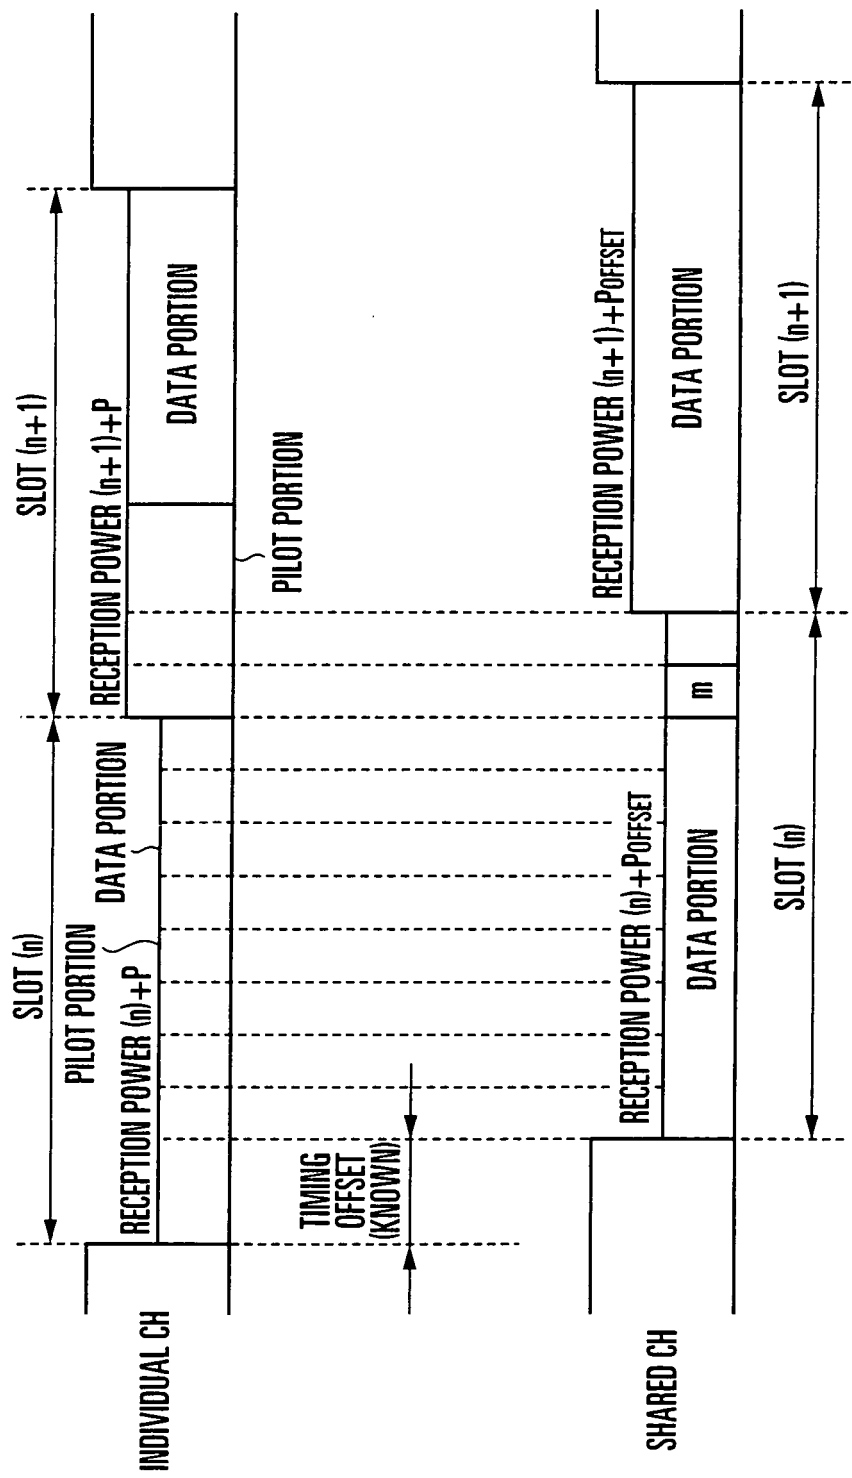 INDIVIDUAL CH
SLOT (n)
SLOT (n+1)
PILOT PORTION
DATA PORTION
RECEPTION POWER (n)+P
RECEPTION POWER (n+1)+P
DATA PORTION
PILOT PORTION
TIMING
OFFSET
(KNOWN)
SHARED CH
RECEPTION POWER (n)+POFFSET
RECEPTION POWER (n+1)+POFFSET
DATA PORTION
m
DATA PORTION
SLOT (n)
SLOT (n+1)